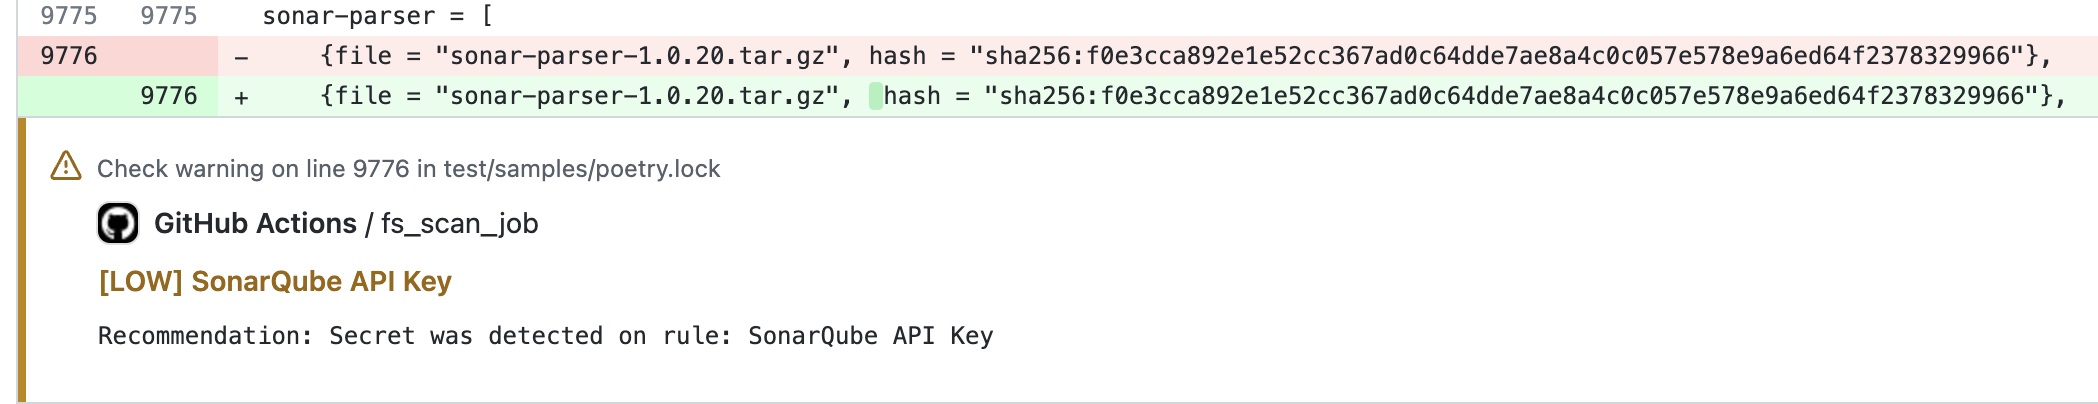 9775 9775 sonar-parser = [
9776 - {file = "sonar-parser-1.0.20.tar.gz", hash = "sha256:f0e3cca892e1e52cc367ad0c64dde7ae8a4c0c057e578e9a6ed64f2378329966"},
9776 + {file = "sonar-parser-1.0.20.tar.gz",  hash = "sha256:f0e3cca892e1e52cc367ad0c64dde7ae8a4c0c057e578e9a6ed64f2378329966"},
Check warning on line 9776 in test/samples/poetry.lock
GitHub Actions / fs_scan_job
[LOW] SonarQube API Key
Recommendation: Secret was detected on rule: SonarQube API Key